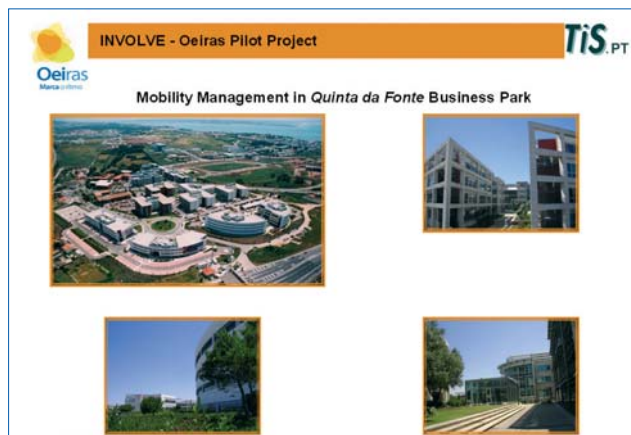 INVOLVE - Oeiras Pilot Project
TiS.PT
Oeiras
Mobility Management in Quinta da Fonte Business Park